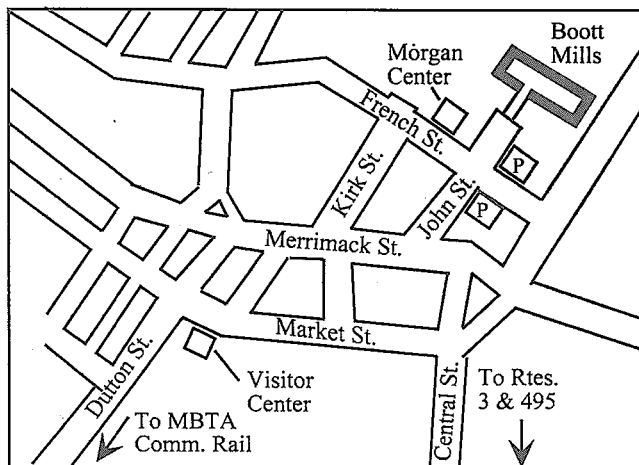 Boott
Mills
Morgan
Center
French St.
P
Kirk St.
John St.
P
Merrimack St.
Market St.
Dutton St.
Visitor
Center
Central St.
To Rtes.
3 & 495
To MBTA
Comm. Rail